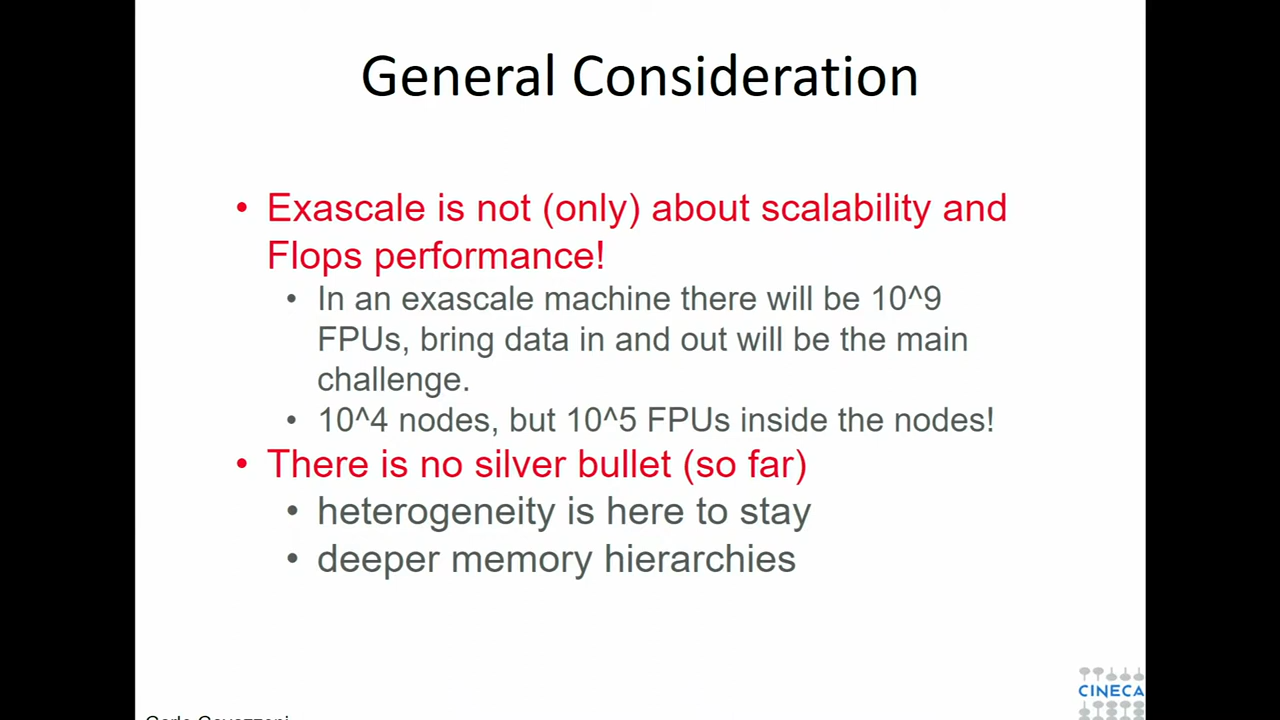 General Consideration
• Exascale is not (only) about scalability and
Flops performance!
• In an exascale machine there will be 10^9
FPUs, bring data in and out will be the main
challenge.
• 10^4 nodes, but 10^5 FPUs inside the nodes!
• There is no silver bullet (so far)
• heterogeneity is here to stay
• deeper memory hierarchies
CINECA
Carlo Cavazzoni